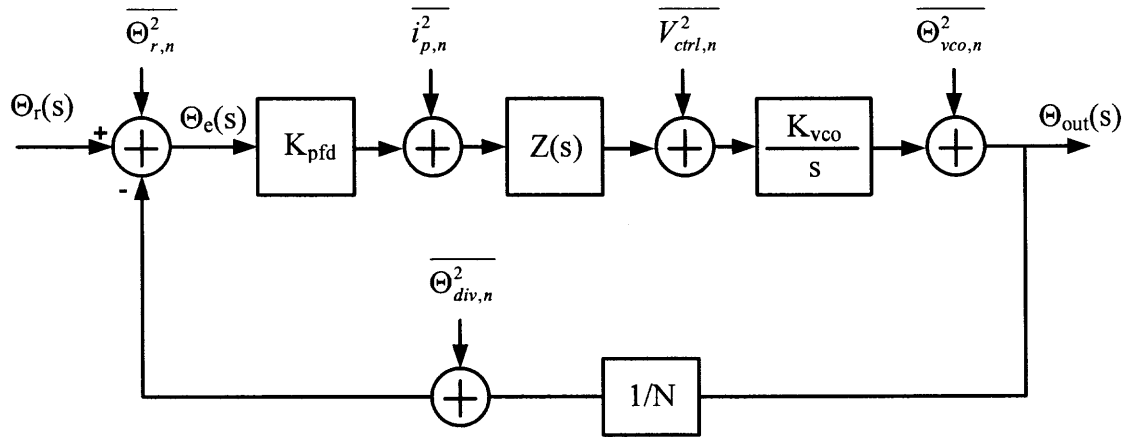 Θ²r,n
i²p,n
V²ctrl,n
Θ²vco,n
Θr(s)
+
Θe(s)
Kpfd
Z(s)
Kvco
s
Θout(s)
-
Θ²div,n
1/N